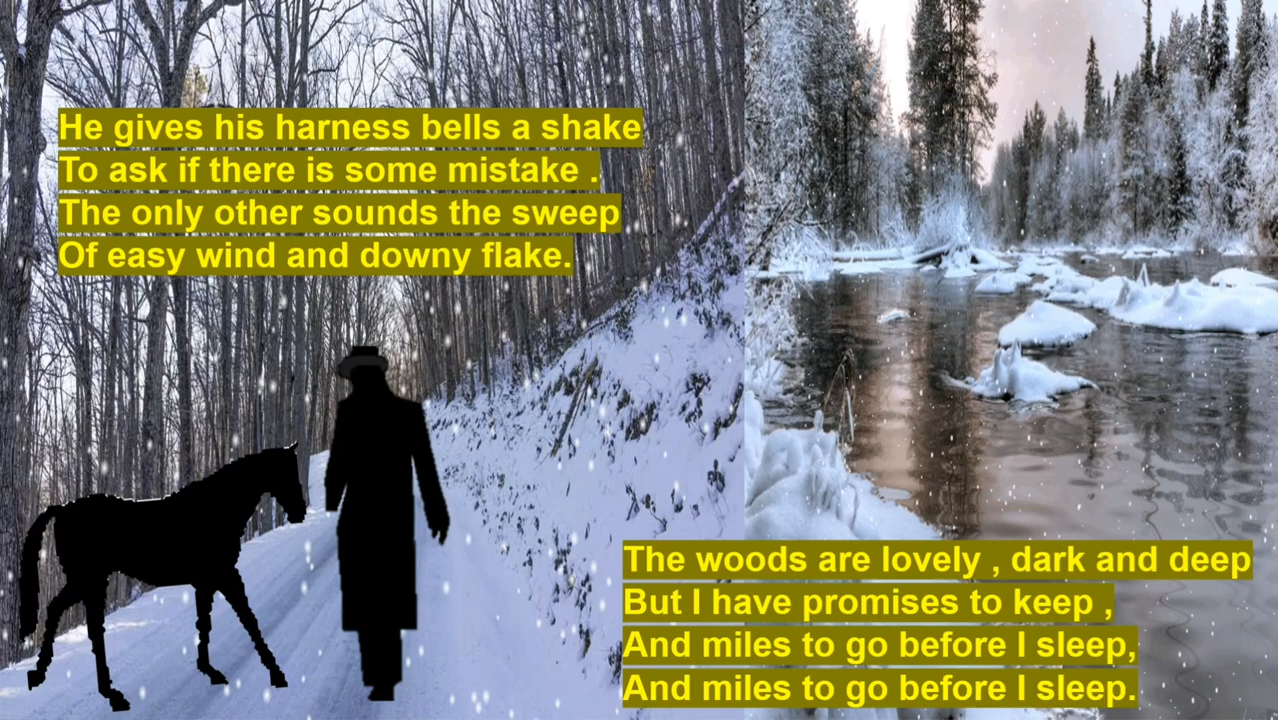 He gives his harness bells a shake
To ask if there is some mistake .
The only other sounds the sweep
Of easy wind and downy flake.
The woods are lovely , dark and deep
But I have promises to keep ,
And miles to go before I sleep,
And miles to go before I sleep.